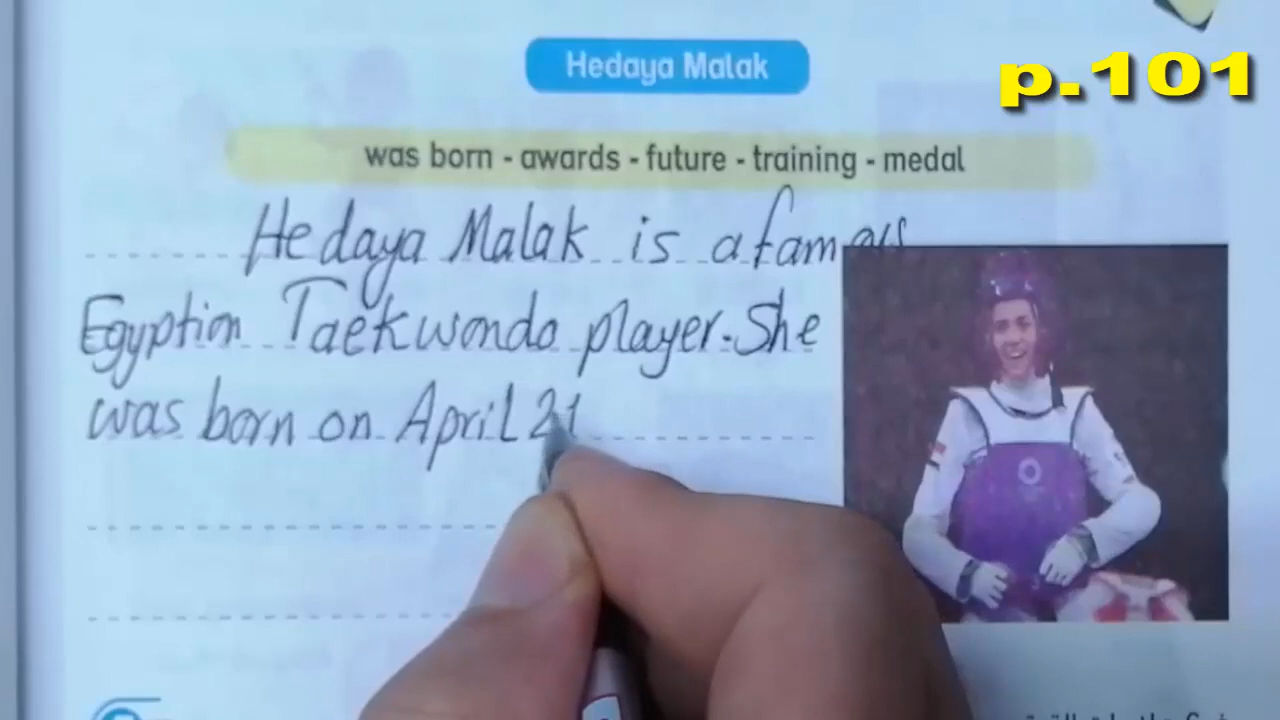 p.101
Hedaya Malak
was born - awards - future - training - medal
Hedaya Malak is a famous
Egyption Taekwondo player. She
was born on April 21